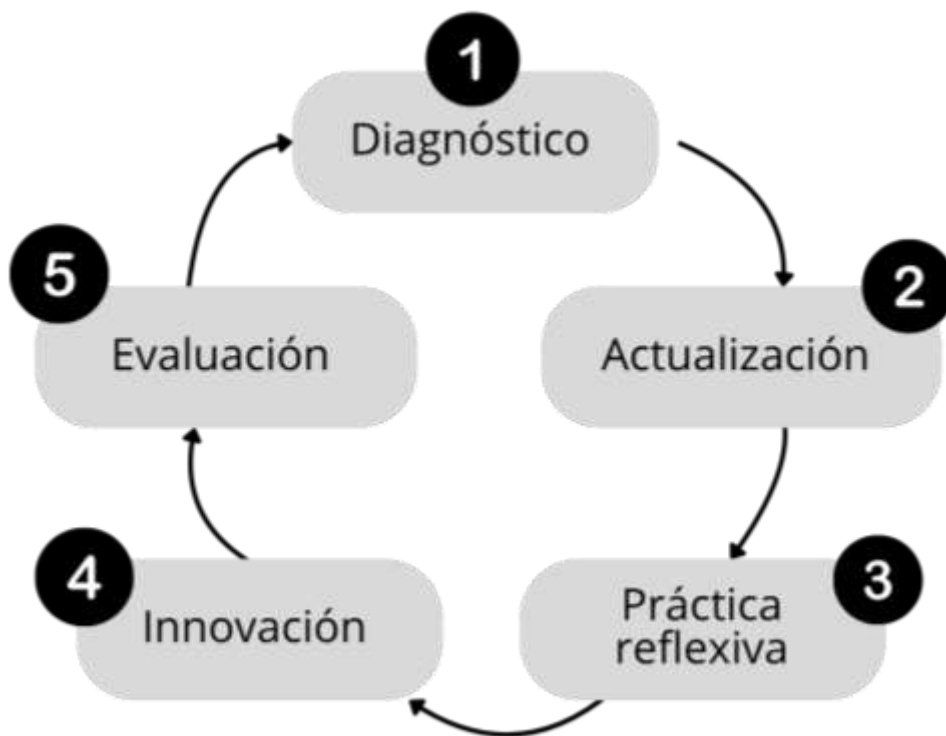 1
Diagnóstico
2
Actualización
3
Práctica
reflexiva
4
Innovación
5
Evaluación